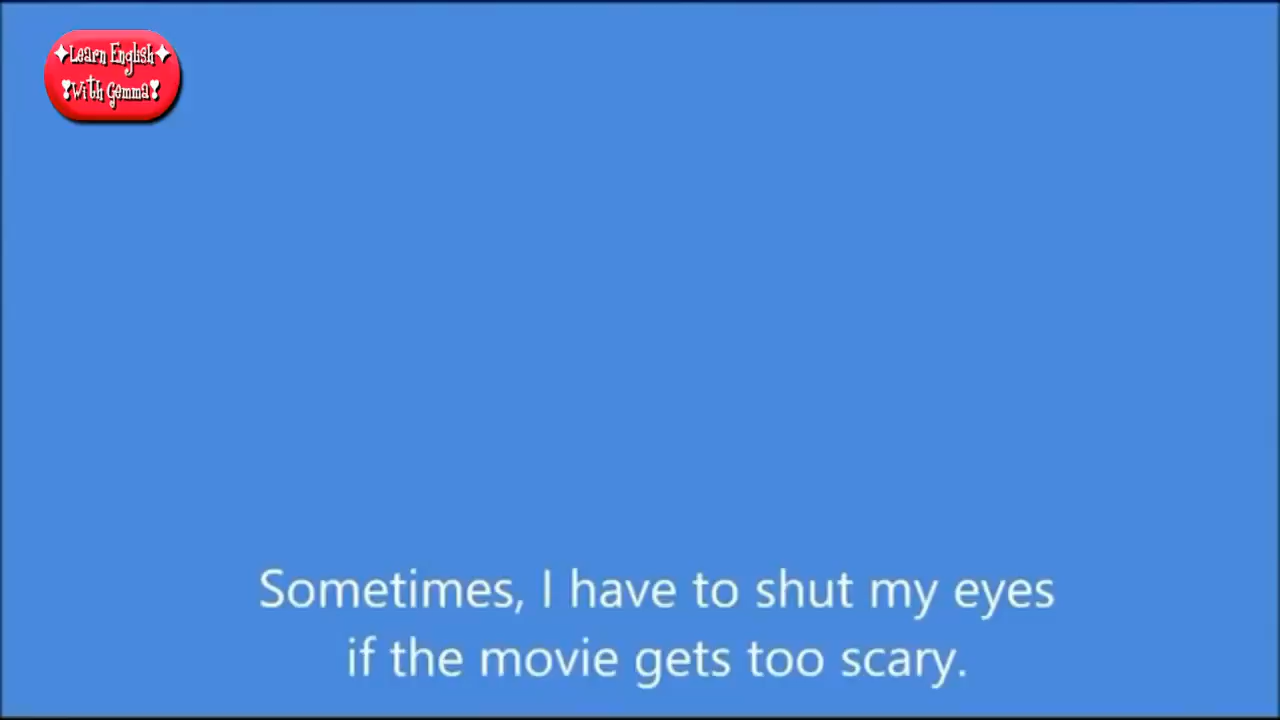 ✦Learn English✦
❣With Gemma❣
Sometimes, I have to shut my eyes
if the movie gets too scary.